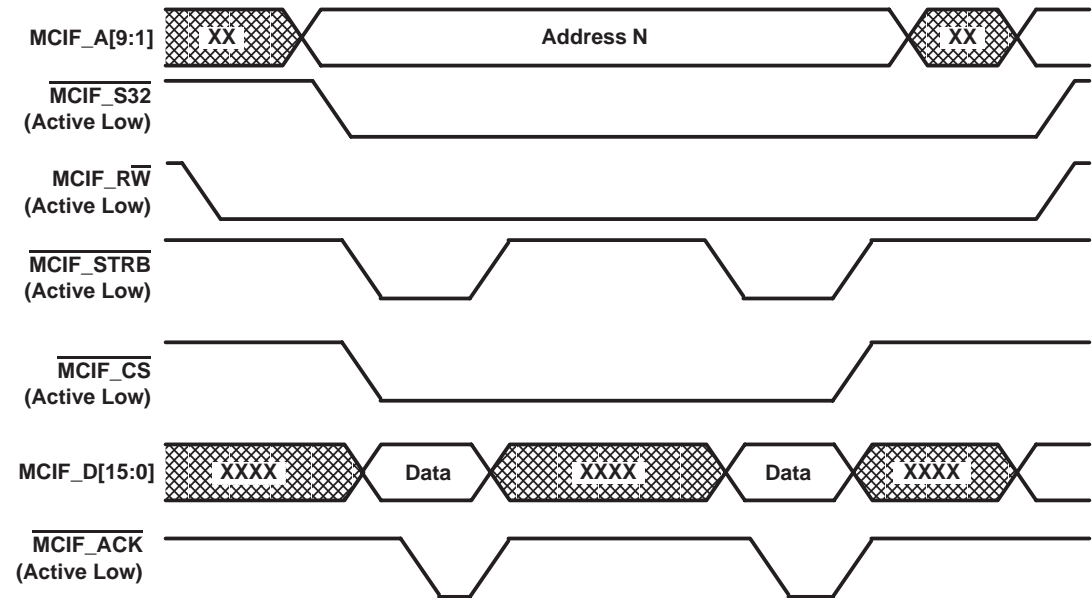 MCIF_A[9:1]
XX
Address N
XX
MCIF_S32
(Active Low)
MCIF_RW
(Active Low)
MCIF_STRB
(Active Low)
MCIF_CS
(Active Low)
MCIF_D[15:0]
XXXX
Data
XXXX
Data
XXXX
MCIF_ACK
(Active Low)